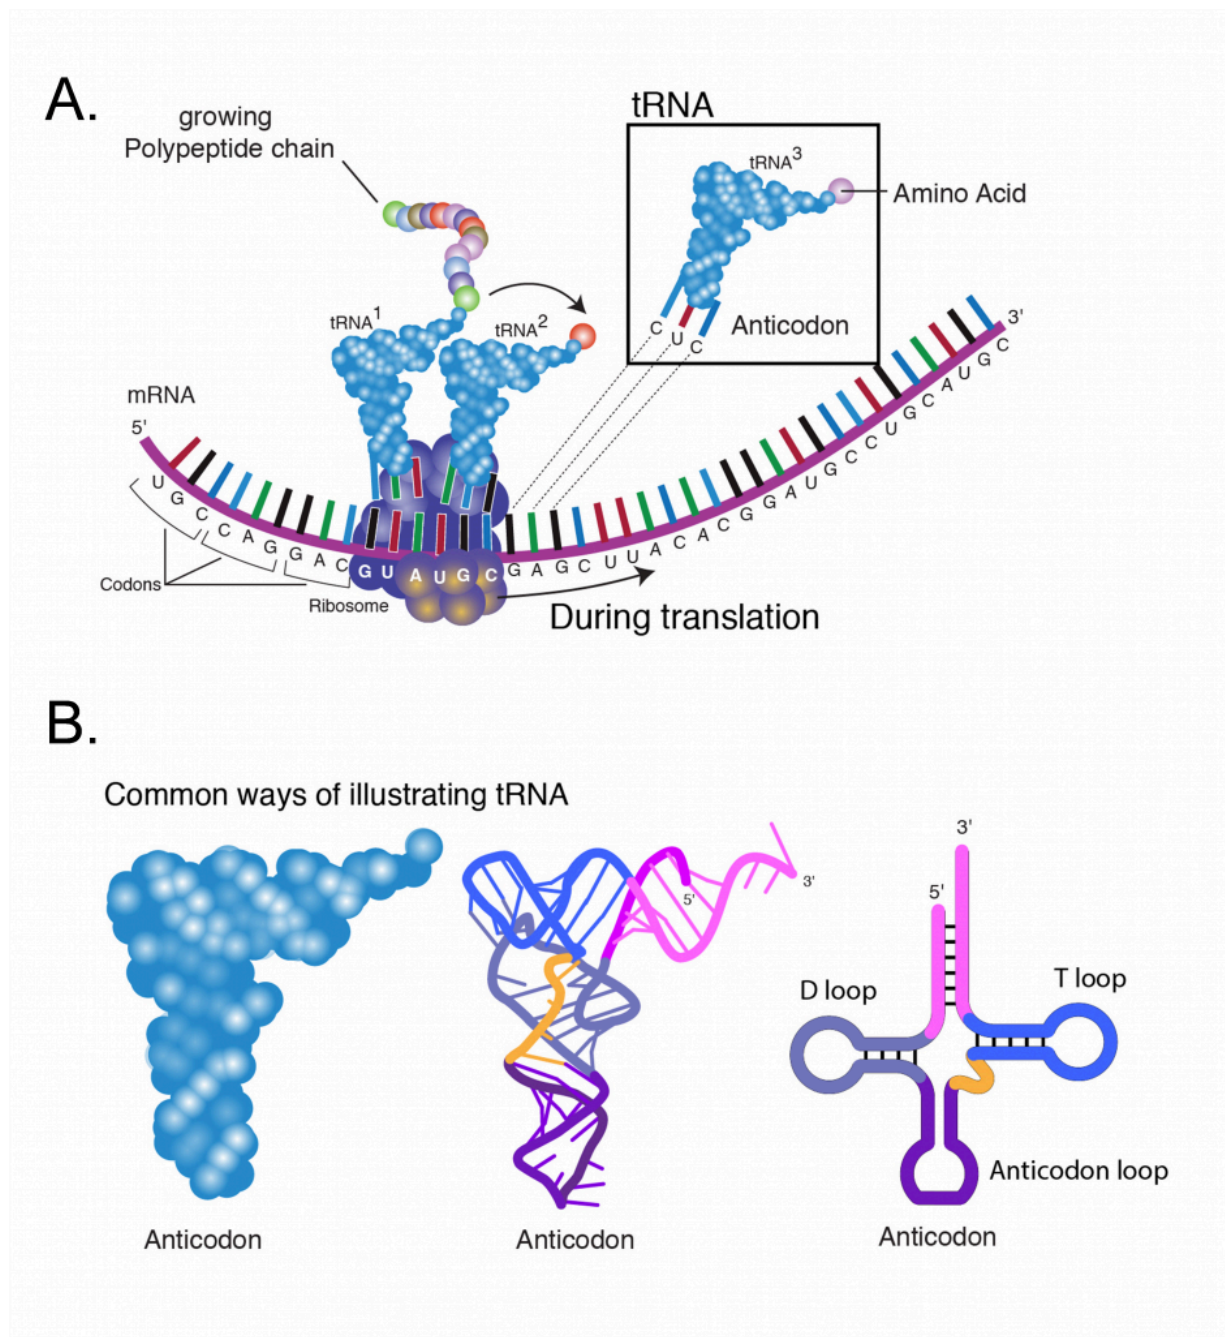 A.
growing
Polypeptide chain
tRNA
tRNA3
Amino Acid
tRNA1
tRNA2
C U C
Anticodon
3'
mRNA
5'
U G C C A G G A C G U A U G C G A G C U U A C A C G G A U G C C U G C A U G C
Codons
Ribosome
During translation
B.
Common ways of illustrating tRNA
3'
5'
3'
5'
D loop
T loop
Anticodon loop
Anticodon
Anticodon
Anticodon